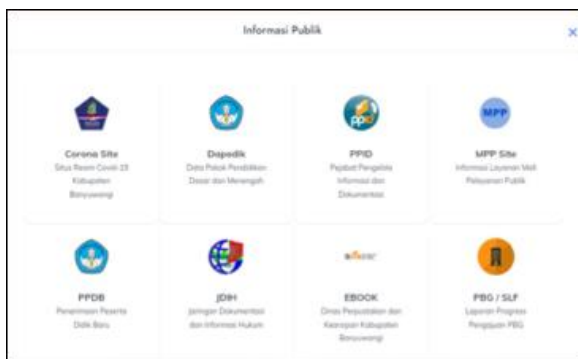 Informasi Publik
×
ppid
MPP
Corona Site
Situs Resmi Covid-19
Kabupaten
Banyuwangi
Dapodik
Data Pokok Pendidikan
Dasar dan Menengah
PPID
Pejabat Pengelola
Informasi dan
Dokumentasi
MPP Site
Informasi Layanan Mall
Pelayanan Publik
PPDB
Penerimaan Peserta
Didik Baru
JDIH
Jaringan Dokumentasi
dan Informasi Hukum
EBOOK
Dinas Perpustakaan dan
Kearsipan Kabupaten
Banyuwangi
PBG / SLF
Laporan Progress
Pengajuan PBG